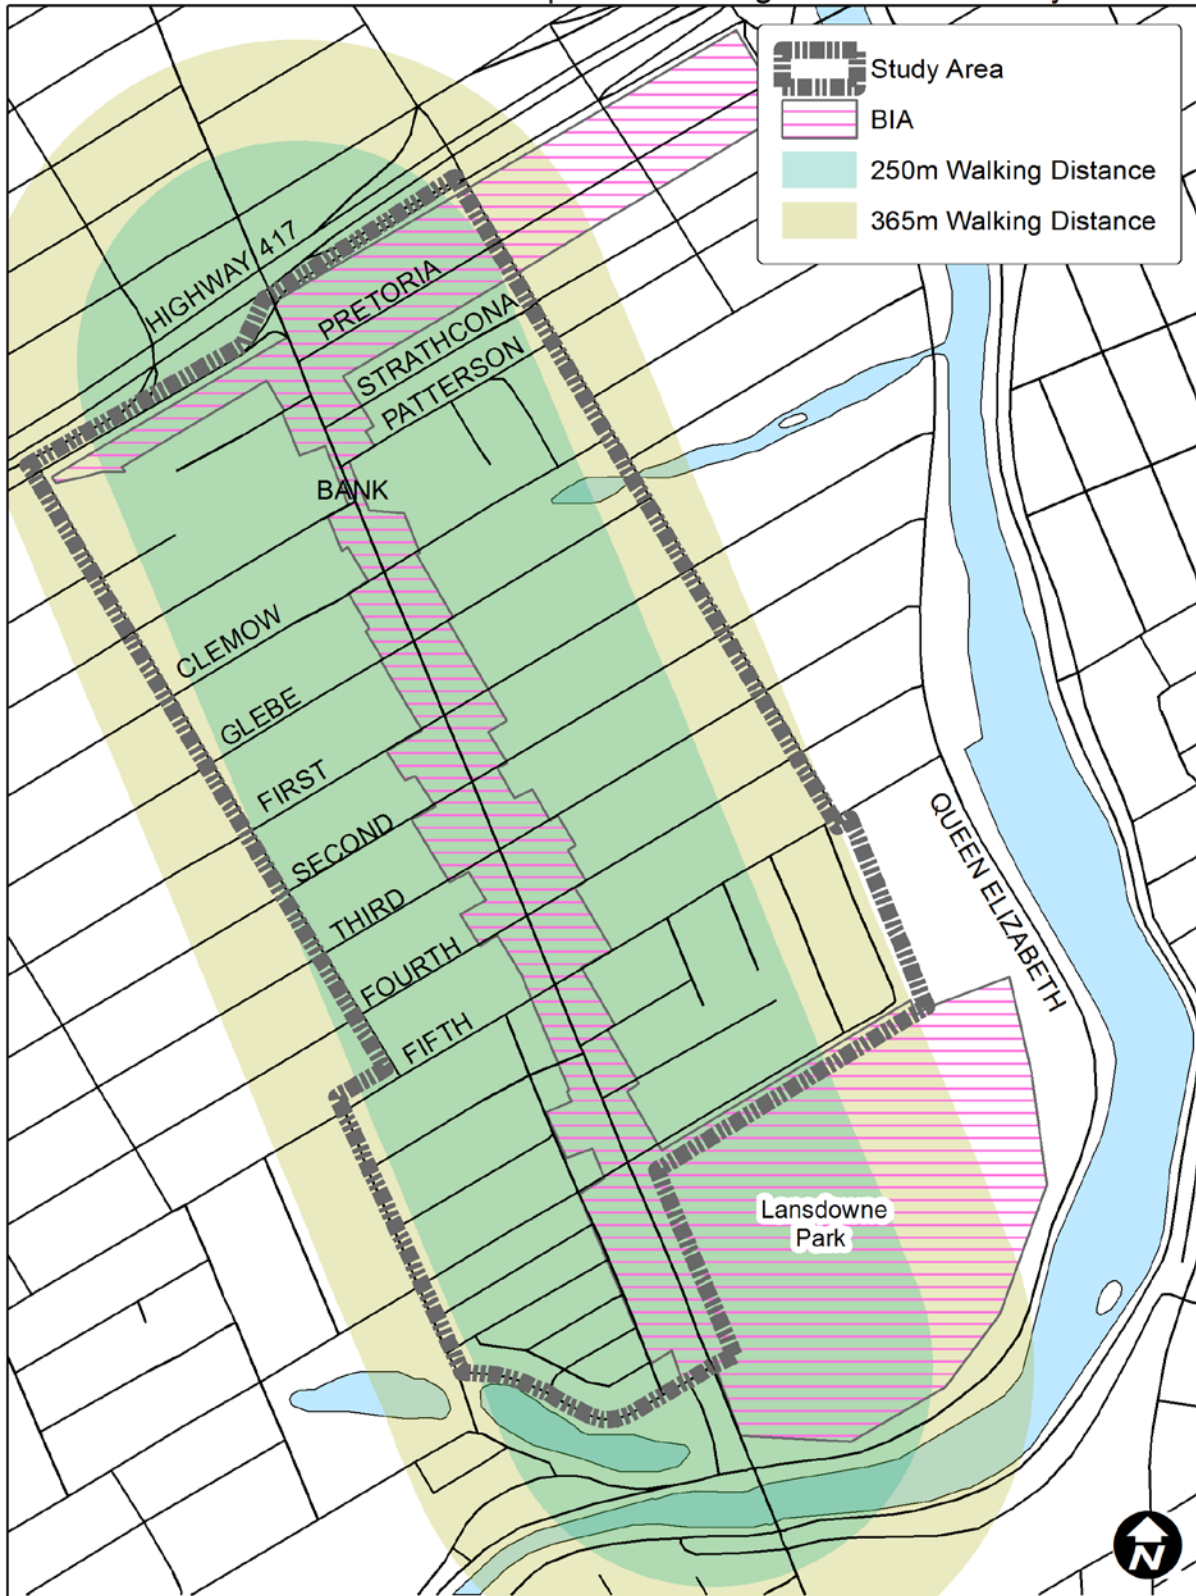 Study Area
BIA
250m Walking Distance
365m Walking Distance
HIGHWAY 417
PRETORIA
STRATHCONA
PATTERSON
BANK
CLEMOW
GLEBE
FIRST
SECOND
THIRD
FOURTH
FIFTH
QUEEN ELIZABETH
Lansdowne
Park
N